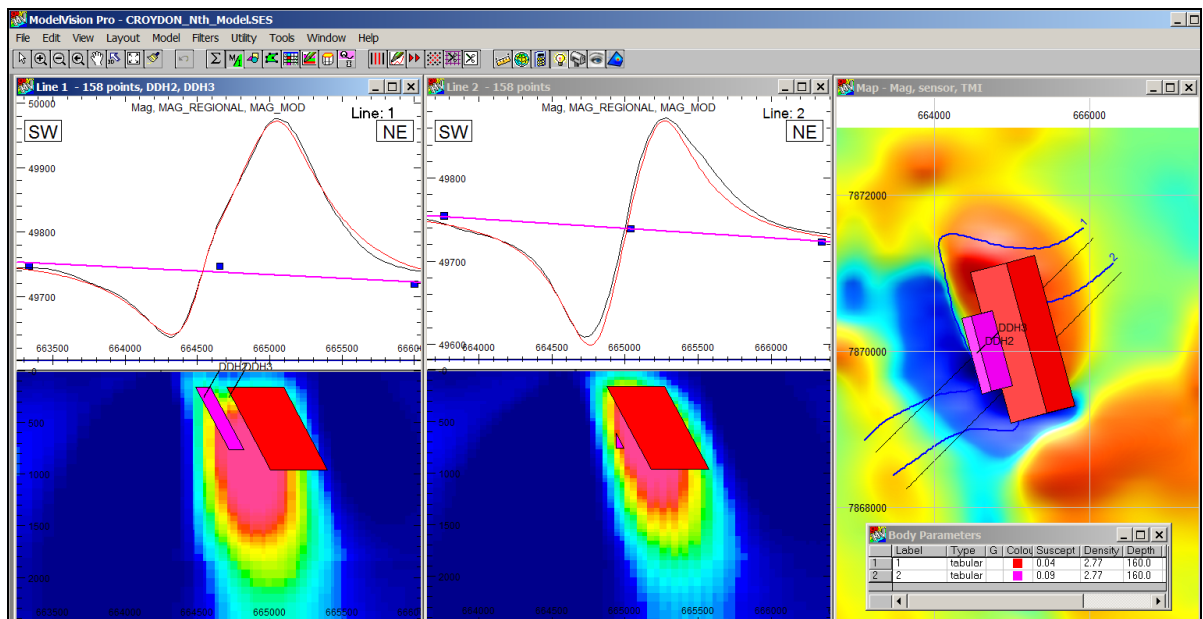 ModelVision Pro - CROYDON_Nth_Model.SES
File Edit View Layout Model Filters Utility Tools Window Help
Line 1 - 158 points, DDH2, DDH3
50000
Mag, MAG_REGIONAL, MAG_MOD
Line: 1
SW
NE
49900
49800
49700
663500 664000 664500 665000 665500 6660
DDH2 DDH3
0
500
1000
1500
2000
663500 664000 664500 665000 665500
Line 2 - 158 points
Mag, MAG_REGIONAL, MAG_MOD
Line: 2
SW
NE
49800
49700
49600
664000 664500 665000 665500 666000
0
500
1000
1500
2000
664000 665000 665500 666000
Map - Mag, sensor, TMI
664000 666000
7872000
1
2
DDH3
7870000
DDH2
7868000
Body Parameters
Label Type G Colou Suscept Density Depth
1 1 tabular 0.04 2.77 160.0
2 2 tabular 0.09 2.77 160.0